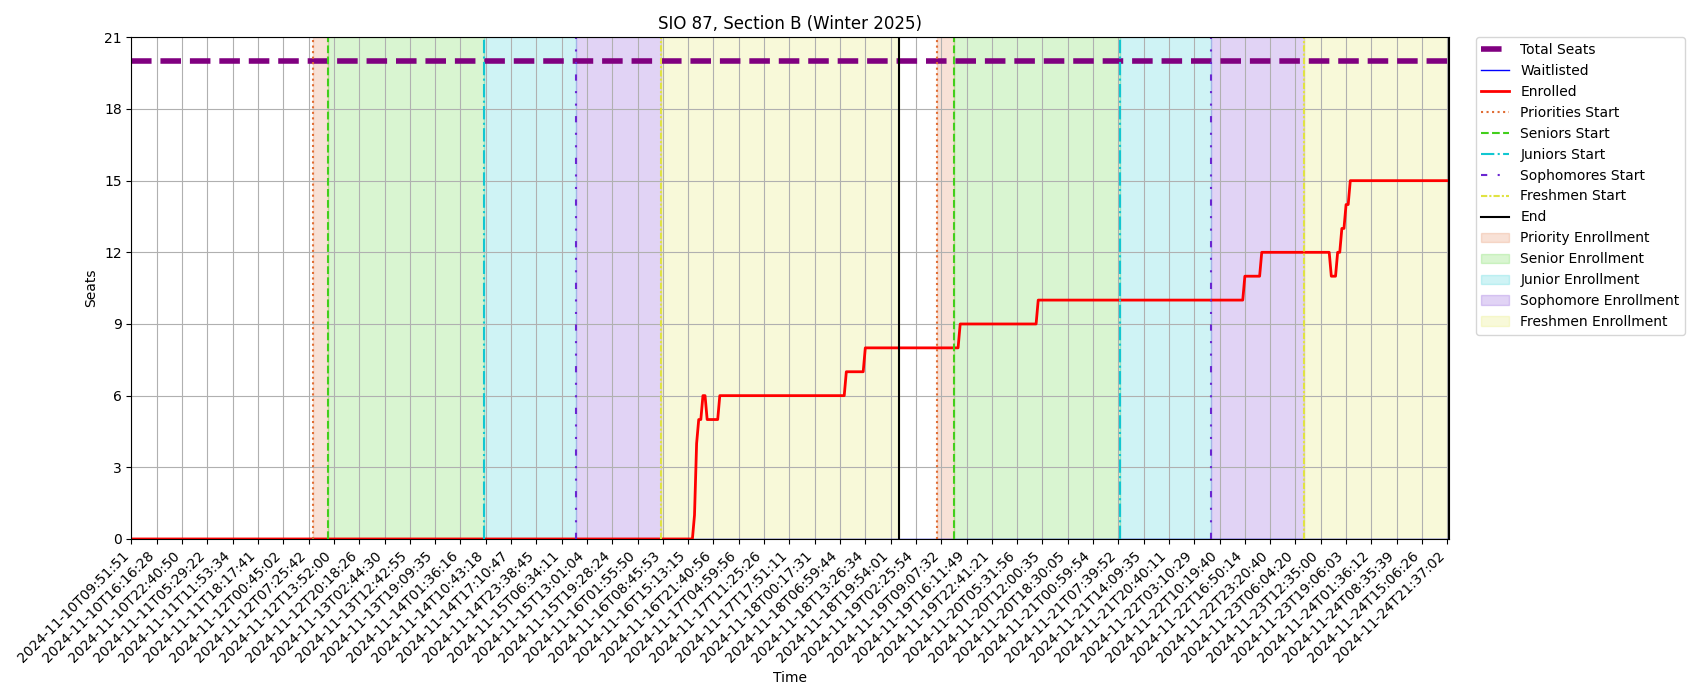 SIO 87, Section B (Winter 2025)
21
18
15
12
9
6
3
0
Seats
2024-11-10T09:51:51
2024-11-10T16:16:28
2024-11-10T22:40:50
2024-11-11T05:29:22
2024-11-11T11:53:34
2024-11-11T18:17:41
2024-11-12T00:45:02
2024-11-12T07:25:42
2024-11-12T13:52:00
2024-11-12T20:18:26
2024-11-13T02:44:30
2024-11-13T12:42:55
2024-11-13T19:09:35
2024-11-14T01:36:16
2024-11-14T10:43:18
2024-11-14T17:10:47
2024-11-14T23:38:45
2024-11-15T06:34:11
2024-11-15T13:01:04
2024-11-15T19:28:24
2024-11-16T01:55:50
2024-11-16T08:45:53
2024-11-16T15:13:15
2024-11-16T21:40:56
2024-11-17T04:59:56
2024-11-17T11:25:26
2024-11-17T17:51:11
2024-11-18T00:17:31
2024-11-18T06:59:44
2024-11-18T13:26:34
2024-11-18T19:54:01
2024-11-19T02:25:54
2024-11-19T09:07:32
2024-11-19T16:11:49
2024-11-19T22:41:21
2024-11-20T05:31:56
2024-11-20T12:00:35
2024-11-20T18:30:05
2024-11-21T00:59:54
2024-11-21T07:39:52
2024-11-21T14:09:35
2024-11-21T20:40:11
2024-11-22T03:10:29
2024-11-22T10:19:40
2024-11-22T16:50:14
2024-11-22T23:20:40
2024-11-23T06:04:20
2024-11-23T12:35:00
2024-11-23T19:06:03
2024-11-24T01:36:12
2024-11-24T08:35:39
2024-11-24T15:06:26
2024-11-24T21:37:02
Time
Total Seats
Waitlisted
Enrolled
Priorities Start
Seniors Start
Juniors Start
Sophomores Start
Freshmen Start
End
Priority Enrollment
Senior Enrollment
Junior Enrollment
Sophomore Enrollment
Freshmen Enrollment